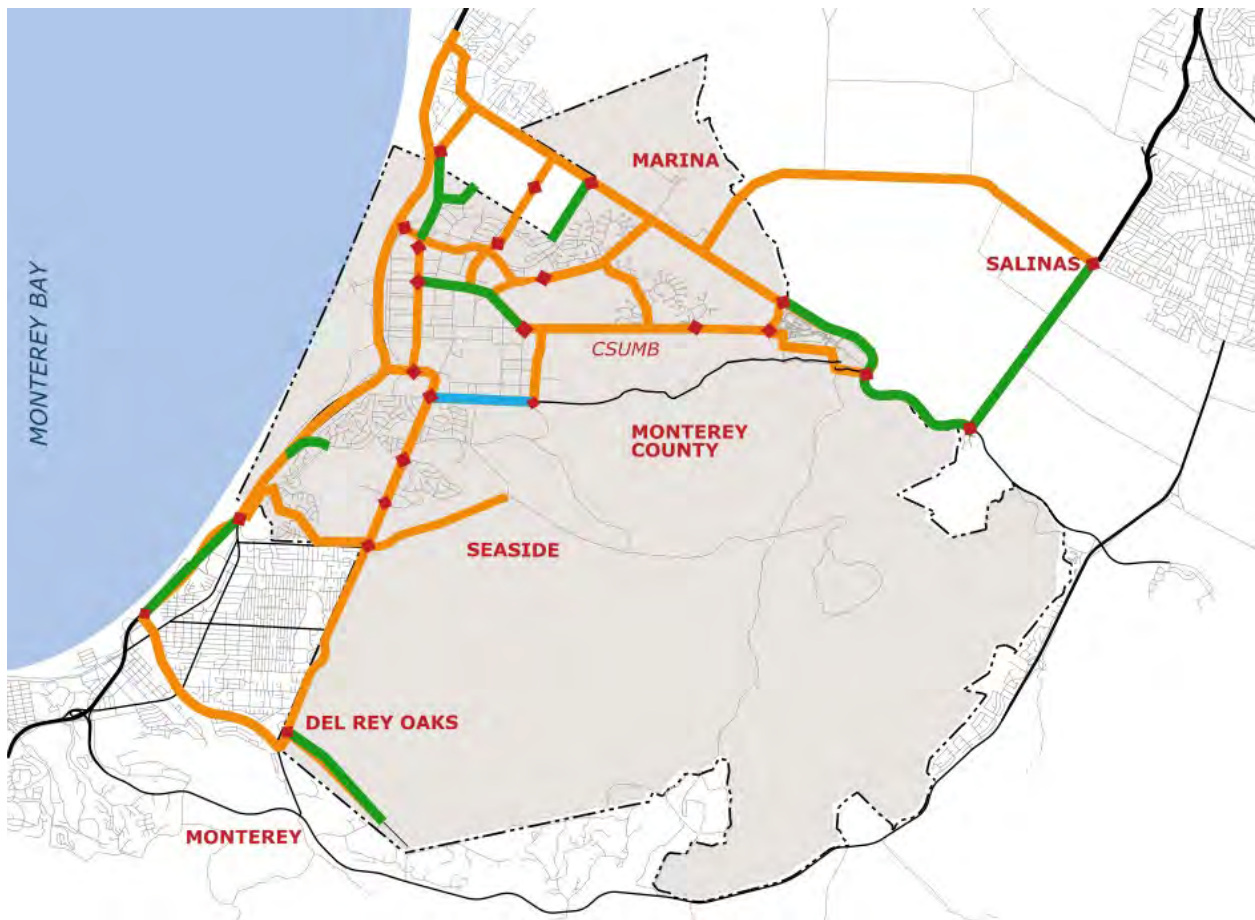 MARINA
MONTEREY BAY
SALINAS
CSUMB
MONTEREY
COUNTY
SEASIDE
DEL REY OAKS
MONTEREY